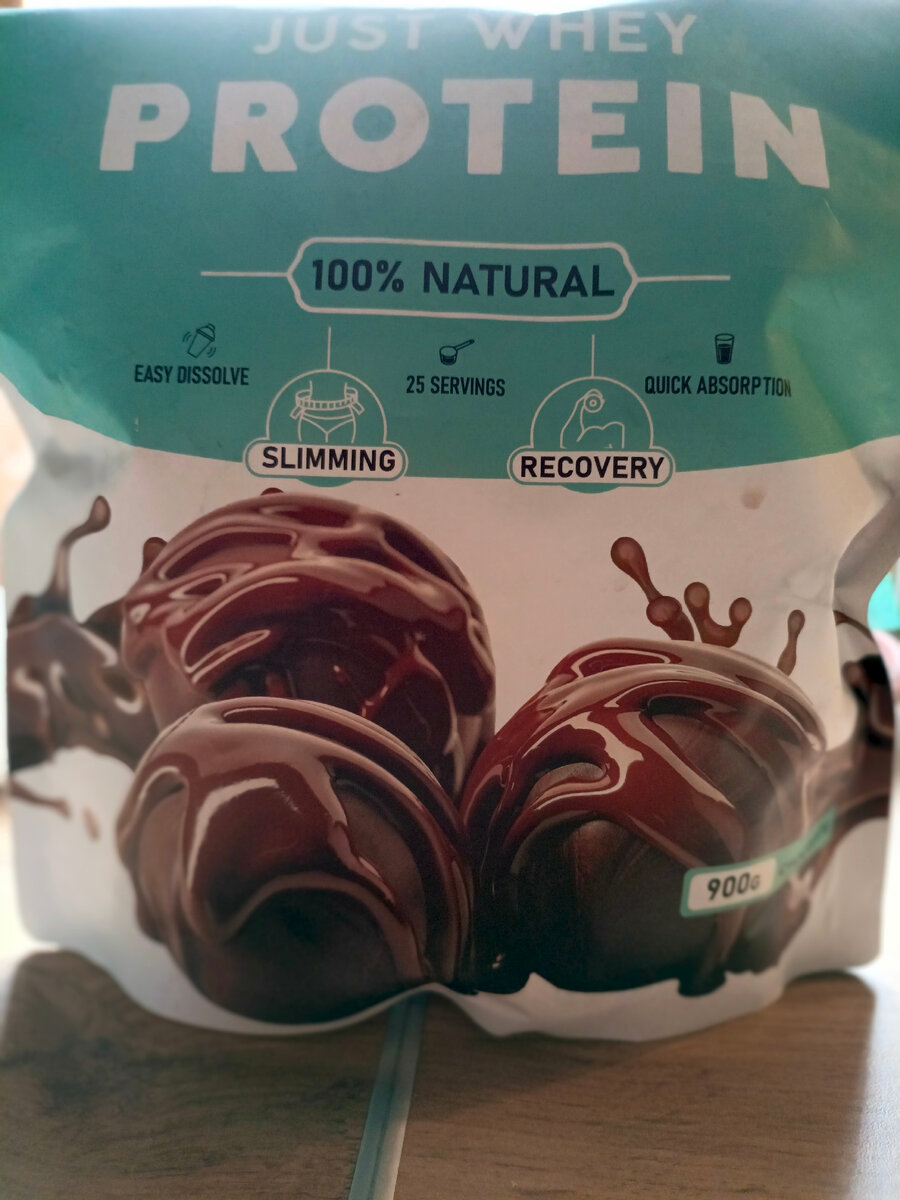 JUST WHEY
PROTEIN
100% NATURAL
EASY DISSOLVE
25 SERVINGS
QUICK ABSORPTION
SLIMMING
RECOVERY
900G